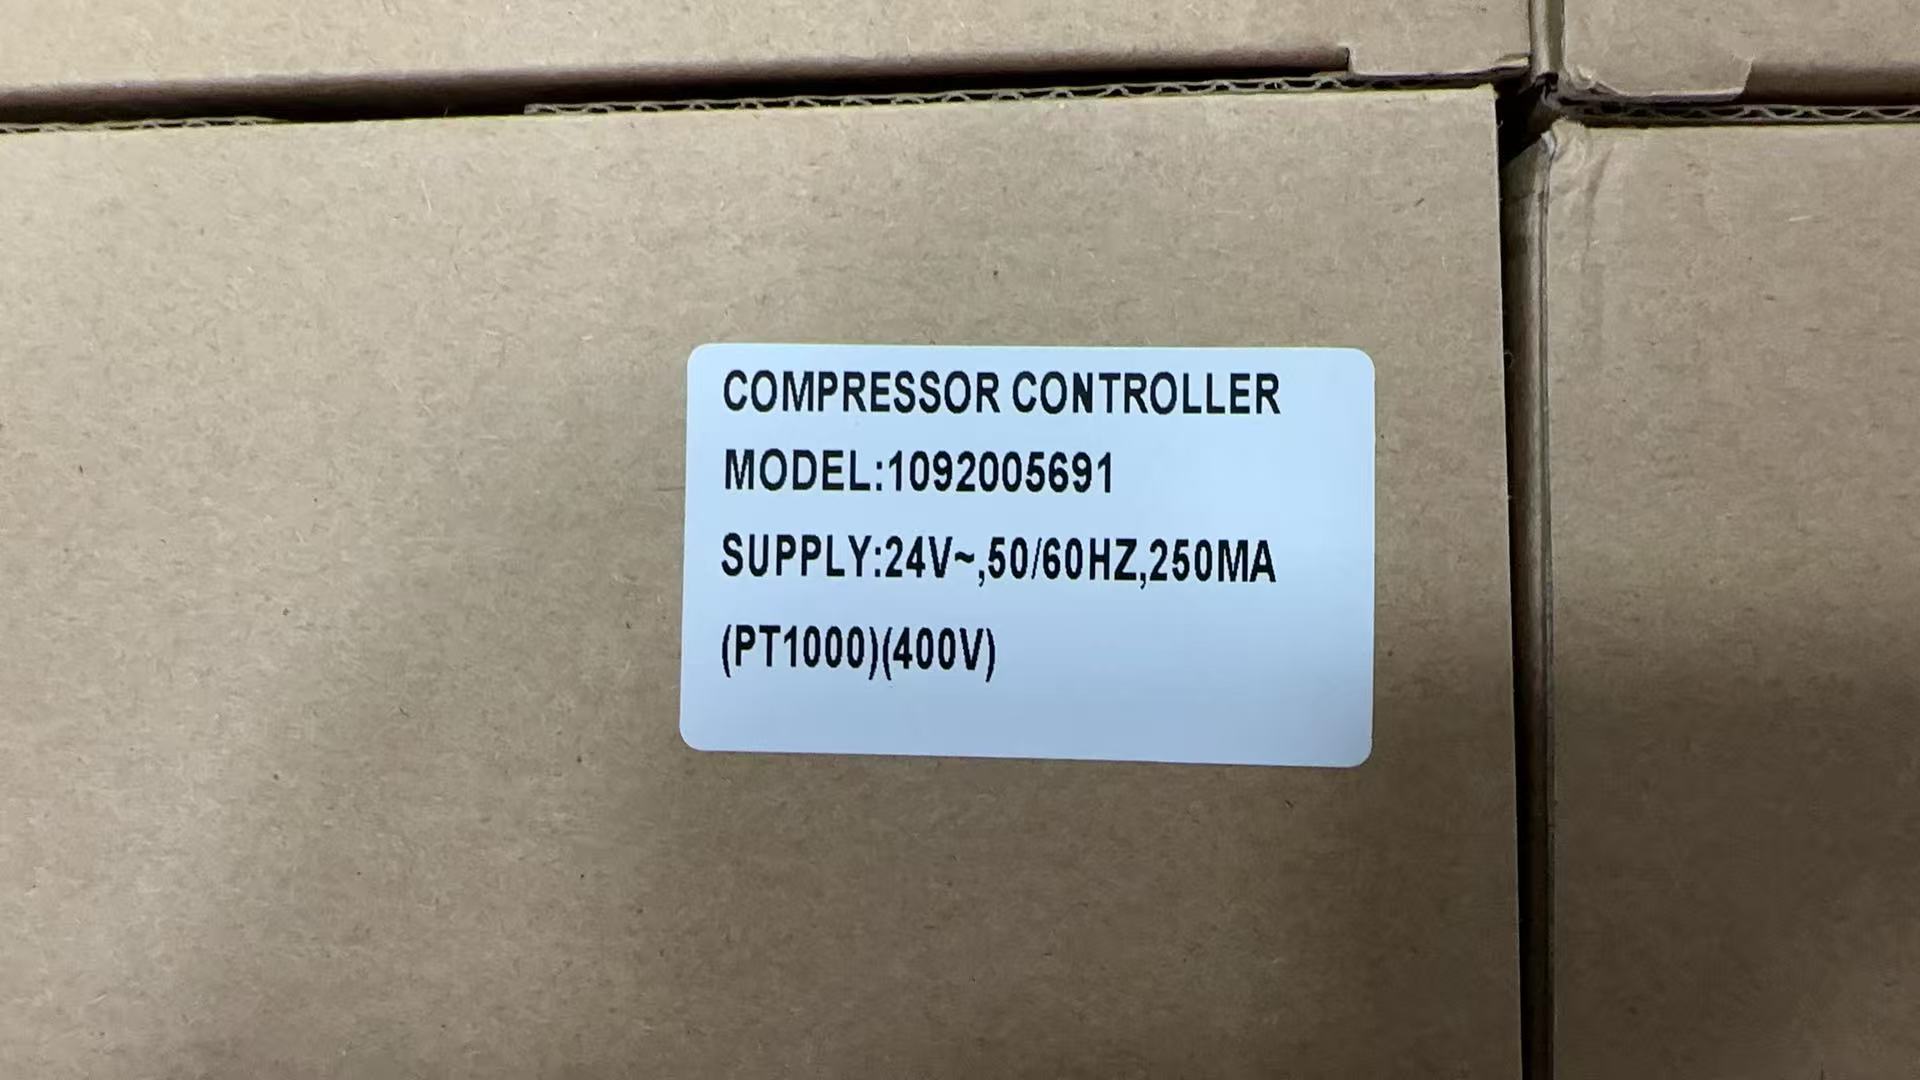 COMPRESSOR CONTROLLER
MODEL:1092005691
SUPPLY:24V~,50/60HZ,250MA
(PT1000)(400V)